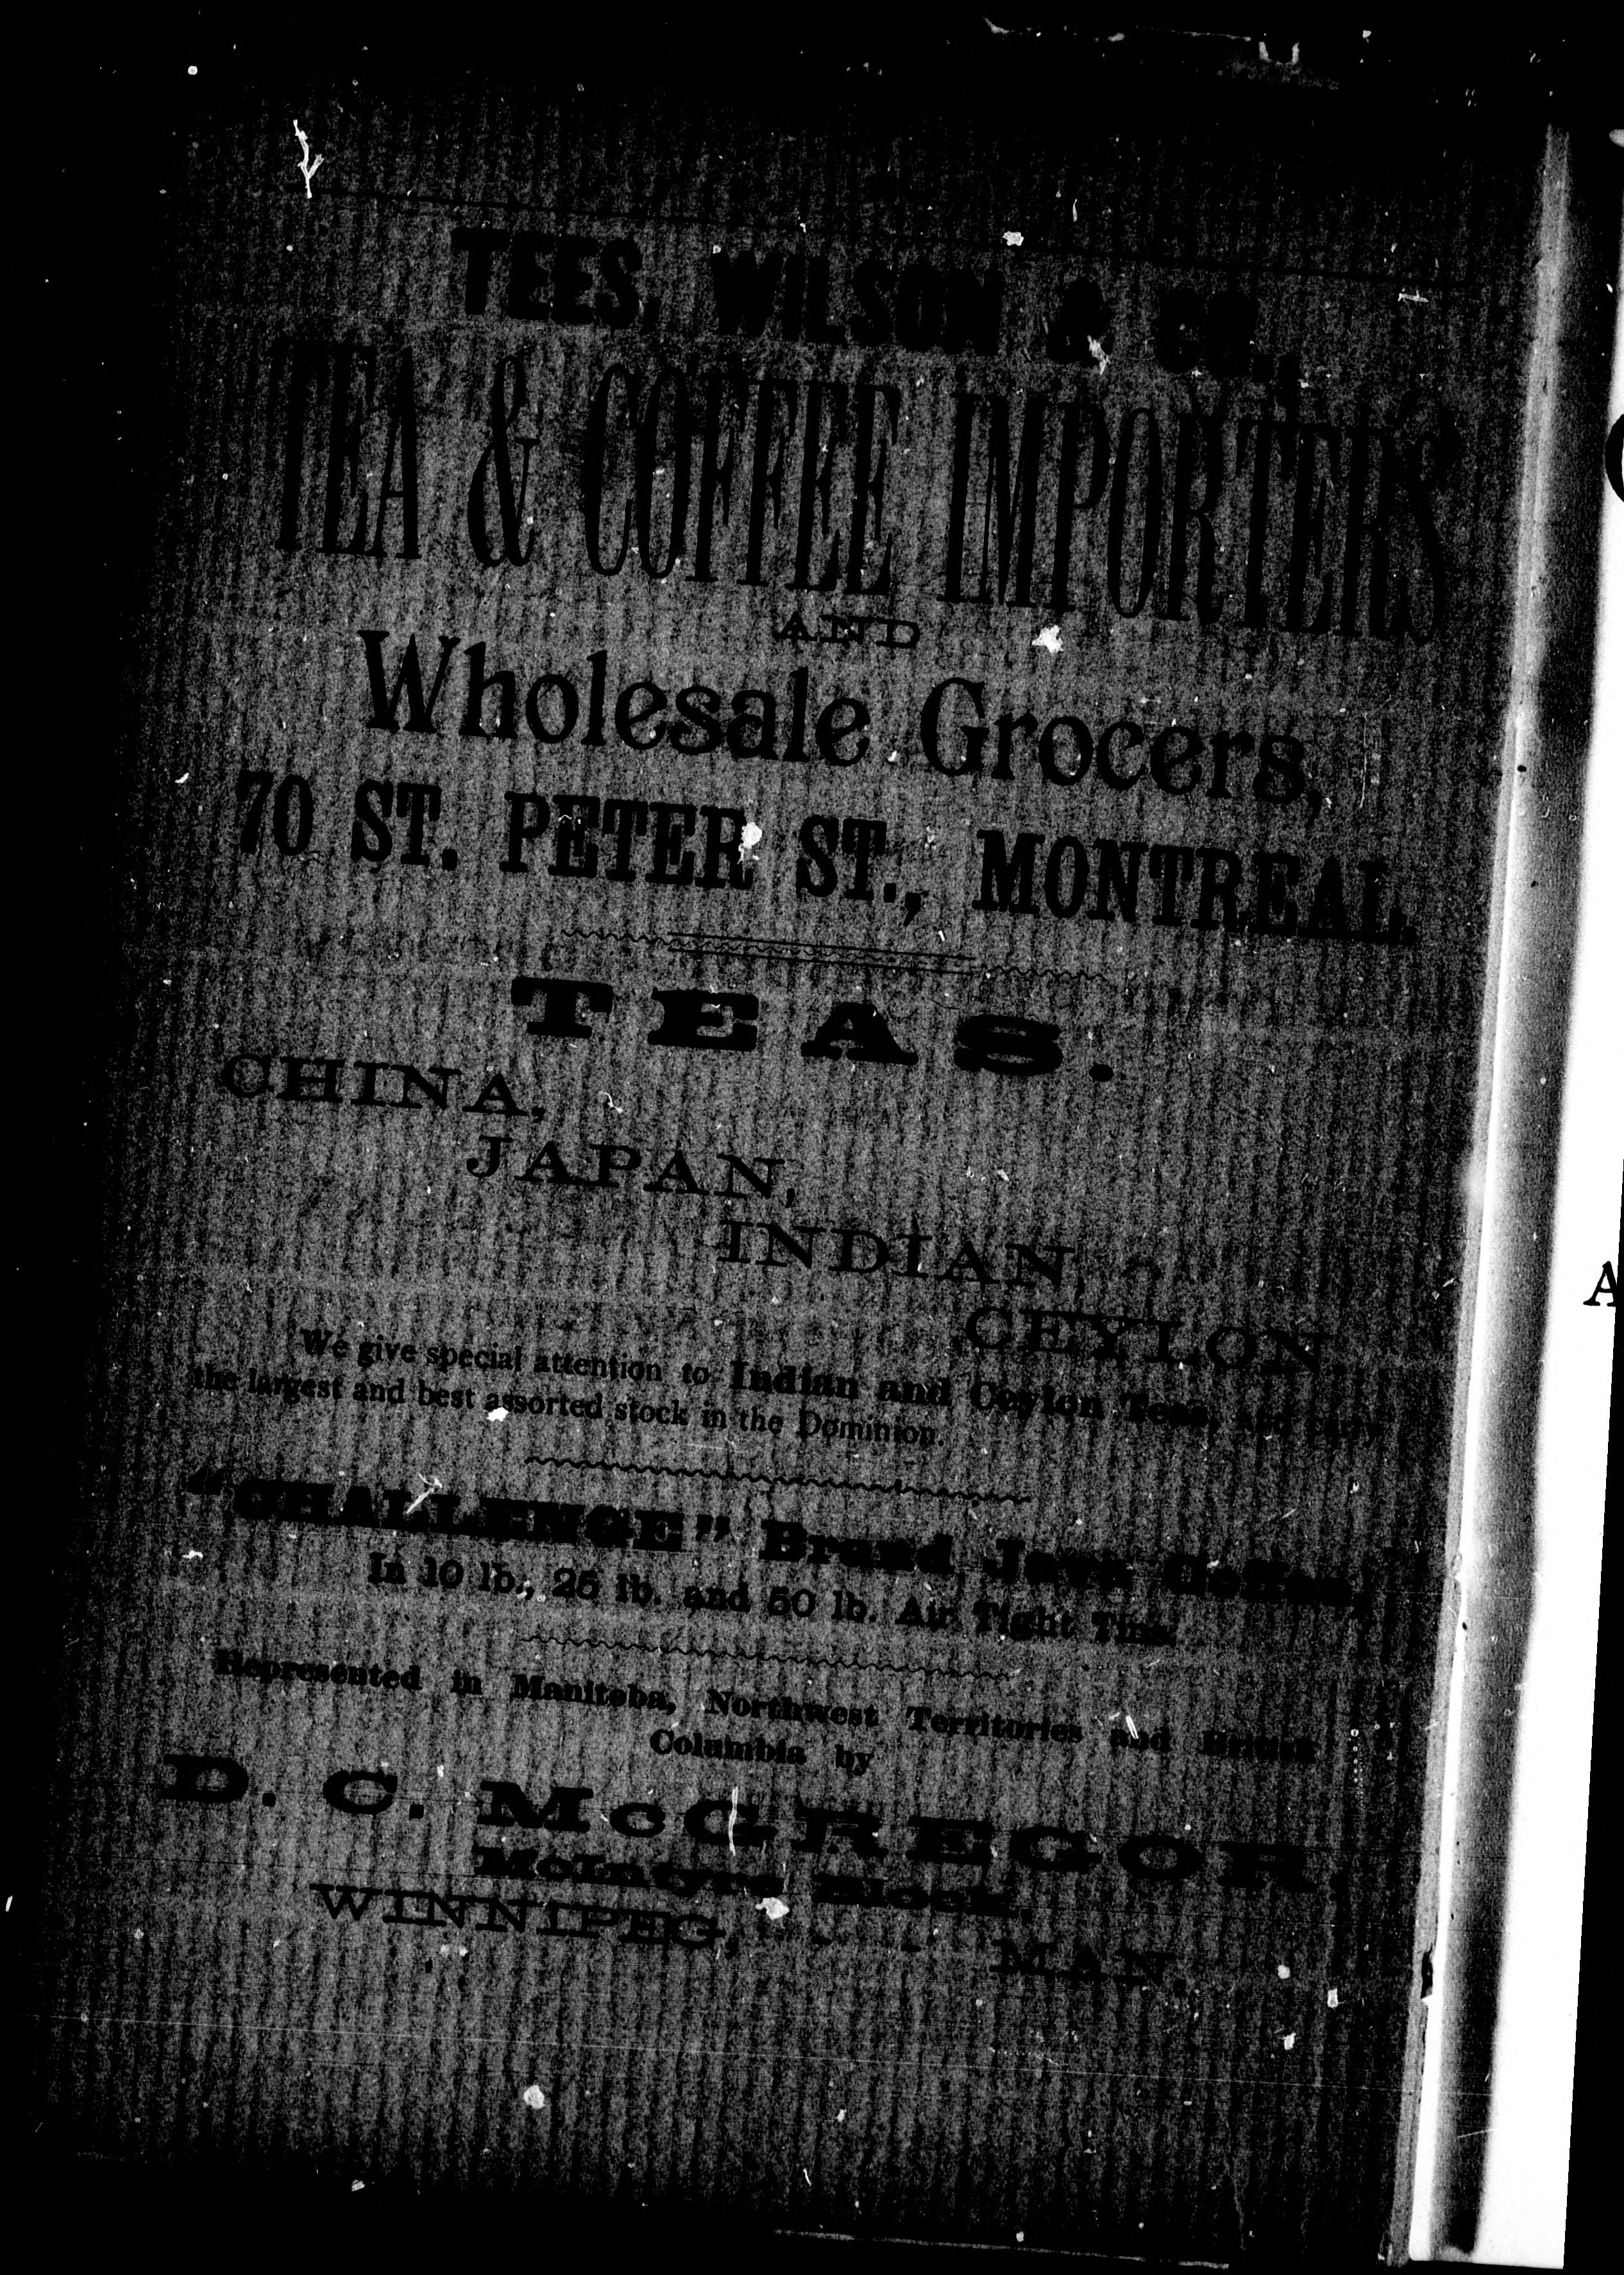 TEES, WILSON & CO.,
TEA & COFFEE IMPORTERS
AND
Wholesale Grocers,
70 ST. PETER ST., MONTREAL.
TEAS.
CHINA,
JAPAN,
INDIAN,
CEYLON
We give special attention to Indian and Ceylon Teas, and carry
the largest and best assorted stock in the Dominion.
"CHALLENGE" Brand Java Coffee,
In 10 lb., 25 lb. and 50 lb. Air Tight Tins.
Represented in Manitoba, Northwest Territories and British
Columbia by
D. C. McGREGOR,
McIntyre Block,
WINNIPEG, - - MAN.